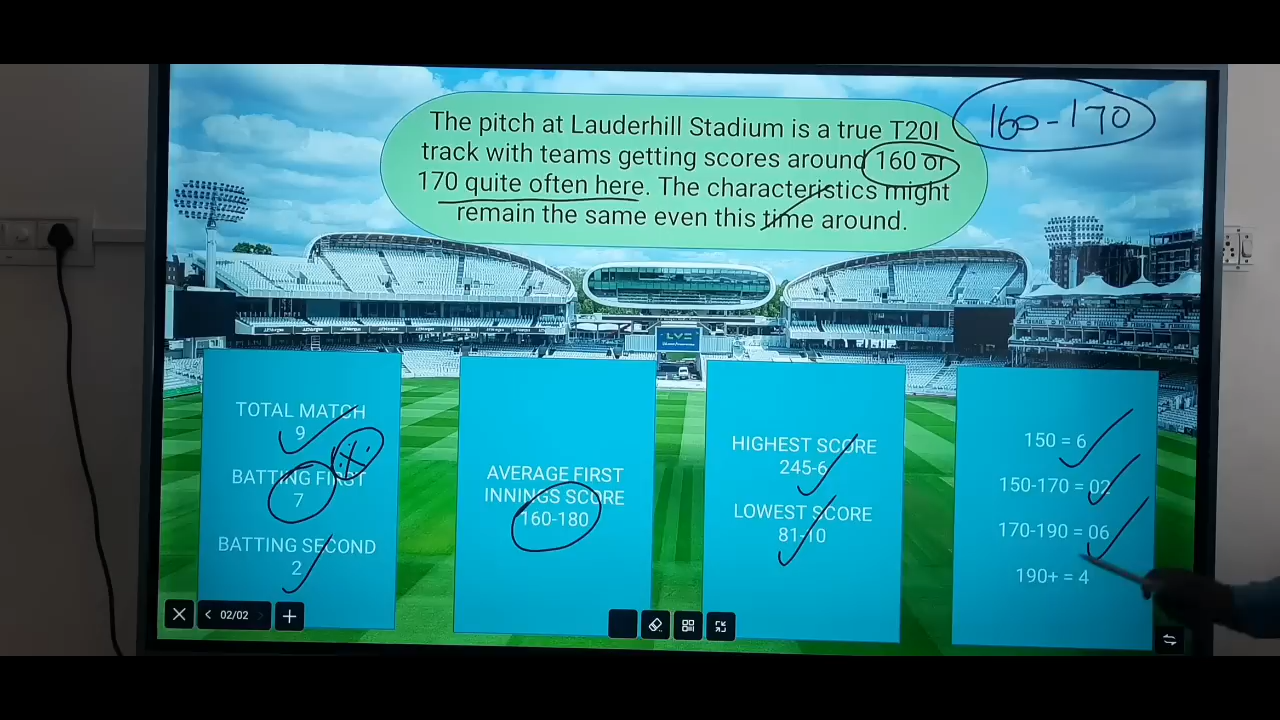 The pitch at Lauderhill Stadium is a true T20I
track with teams getting scores around 160 or
170 quite often here. The characteristics might
remain the same even this time around.
160-170
TOTAL MATCH
9
BATTING FIRST
7
BATTING SECOND
2
AVERAGE FIRST
INNINGS SCORE
160-180
HIGHEST SCORE
245-6
LOWEST SCORE
81-10
150 = 6
150-170 = 02
170-190 = 06
190+ = 4
02/02